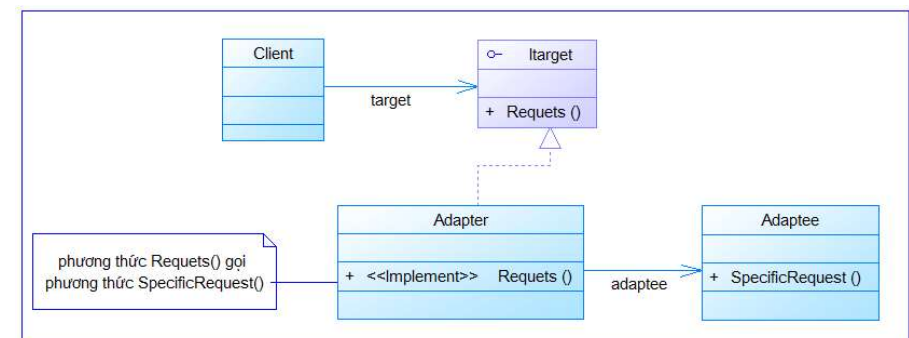 Client
Itarget
target
+ Requets ()
Adapter
Adaptee
phương thức Requets() gọi
phương thức SpecificRequest()
+ <<Implement>> Requets ()
adaptee
+ SpecificRequest ()